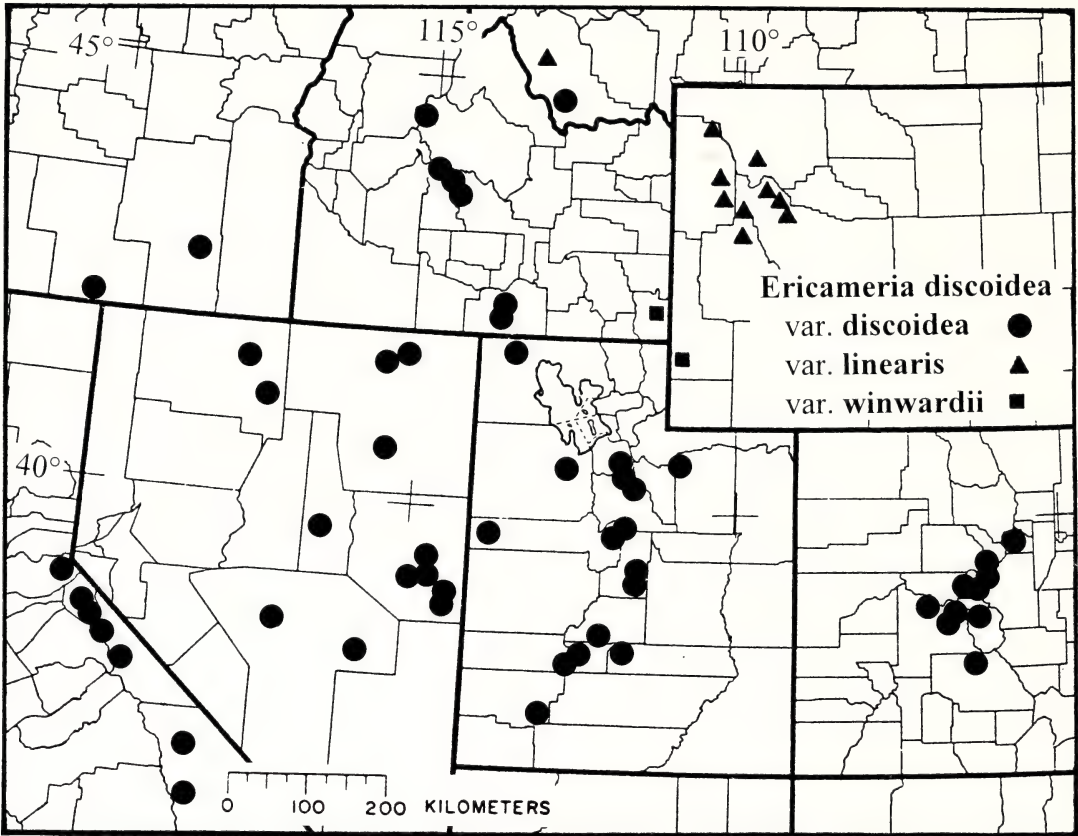 45°
115°
110°
Ericameria discoidea
var. discoidea
var. linearis
var. winwardii
40°
0 100 200 KILOMETERS